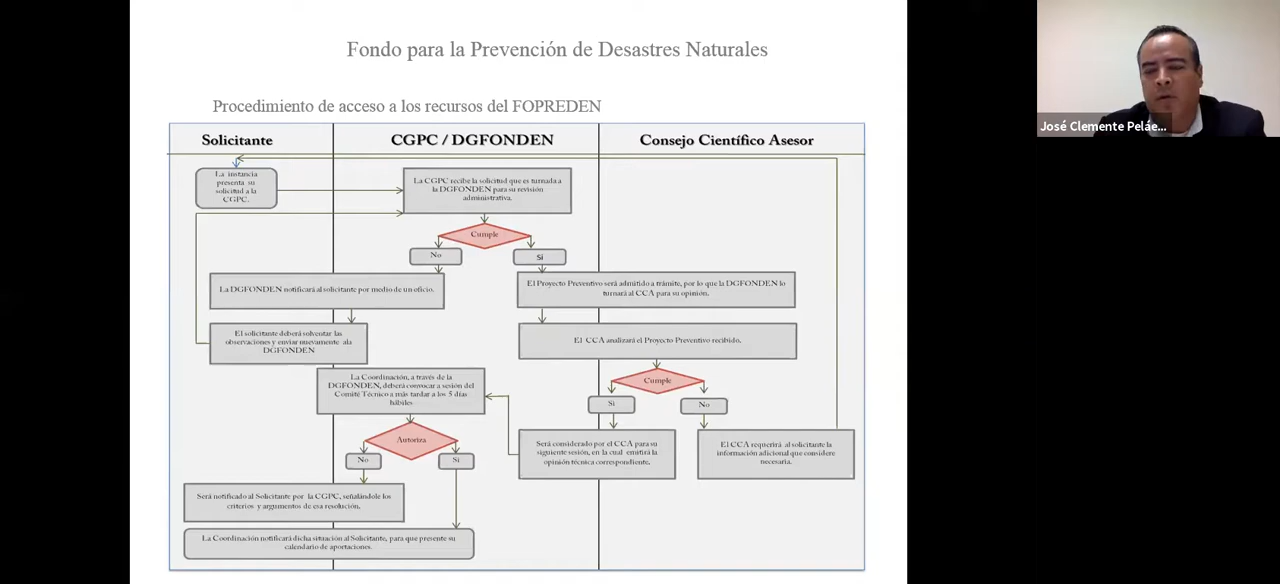 Fondo para la Prevención de Desastres Naturales
José Clemente Peláe...
Procedimiento de acceso a los recursos del FOPREDEN
Solicitante
CGPC / DGFONDEN
Consejo Científico Asesor
La instancia
presenta su
solicitud a la
CGPC.
La CGPC recibe la solicitud que es turnada a
la DGFONDEN para su revisión
administrativa.
Cumple
No
Sí
La DGFONDEN notificará al solicitante por medio de un oficio.
El Proyecto Preventivo será admitido a trámite, por lo que la DGFONDEN lo
turnará al CCA para su opinión.
El solicitante deberá solventar las
observaciones y enviar nuevamente ala
DGFONDEN
El CCA analizará el Proyecto Preventivo recibido.
La Coordinación, a través de la
DGFONDEN, deberá convocar a sesión del
Comité Técnico a más tardar a los 5 días
hábiles
Cumple
Si
No
Autoriza
No
Si
Será considerado por el CCA para su
siguiente sesión, en la cual emitirá la
opinión técnica correspondiente.
El CCA requerirá al solicitante la
información adicional que considere
necesaria.
Será notificado al Solicitante por la CGPC, señalándole los
criterios y argumentos de esa resolución.
La Coordinación notificará dicha situación al Solicitante, para que presente su
calendario de aportaciones.